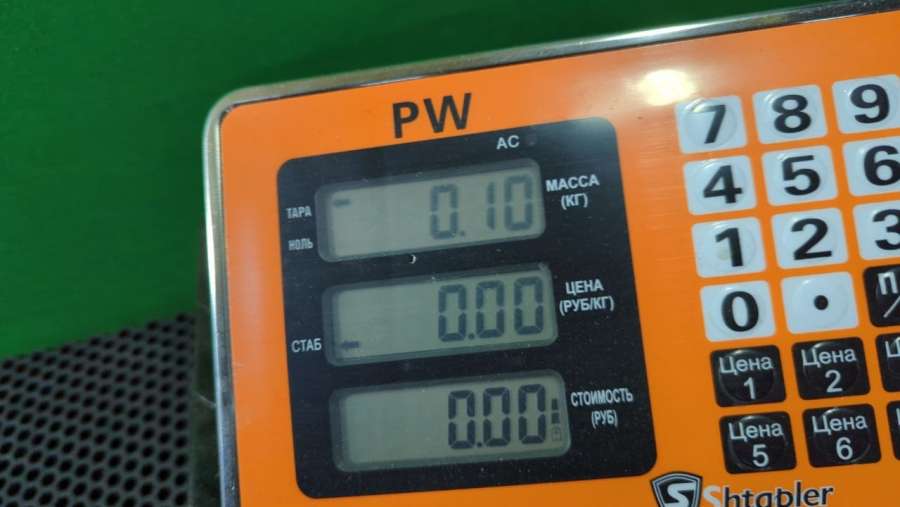 PW
AC
ТАРА
НОЛЬ
0.10
МАССА
(КГ)
СТАБ
0.00
ЦЕНА
(РУБ/КГ)
0.00
СТОИМОСТЬ
(РУБ)
7 8 9
4 5 6
1 2 3
0 .
Цена 1
Цена 2
Цена 5
Цена 6
Shtapler